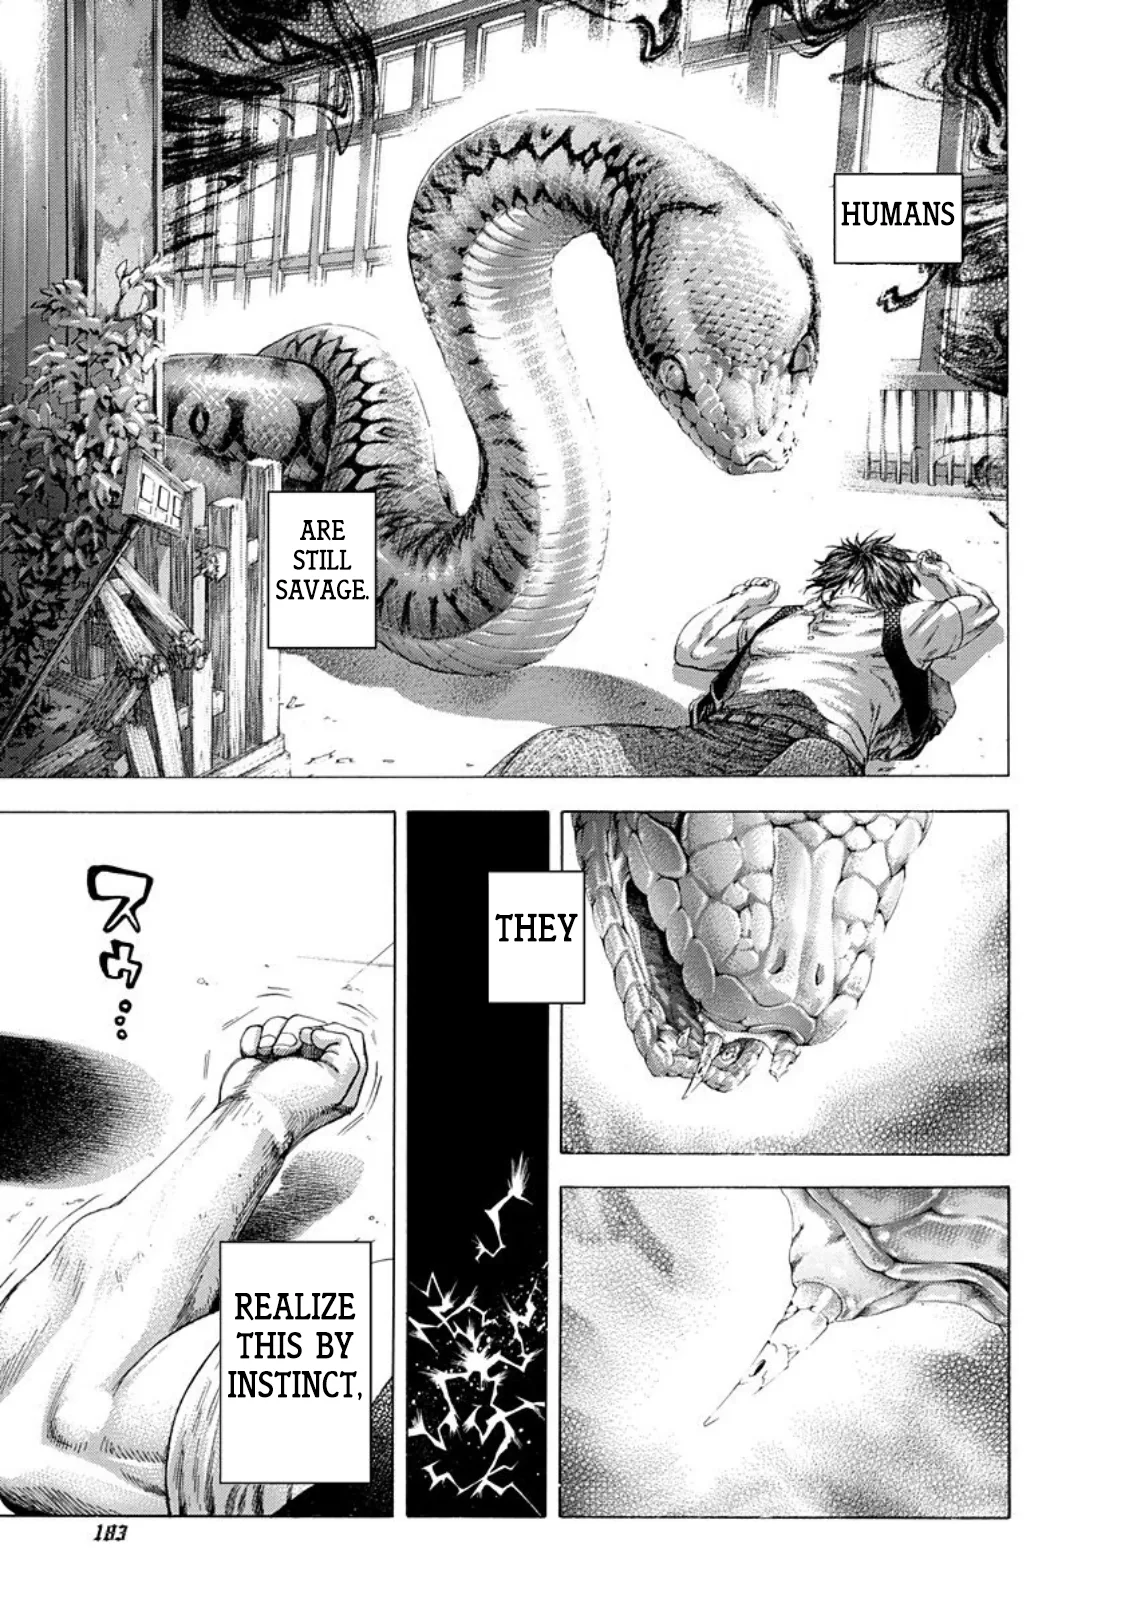 HUMANS
ARE
STILL
SAVAGE.
THEY
スゥ…
REALIZE
THIS BY
INSTINCT,
183